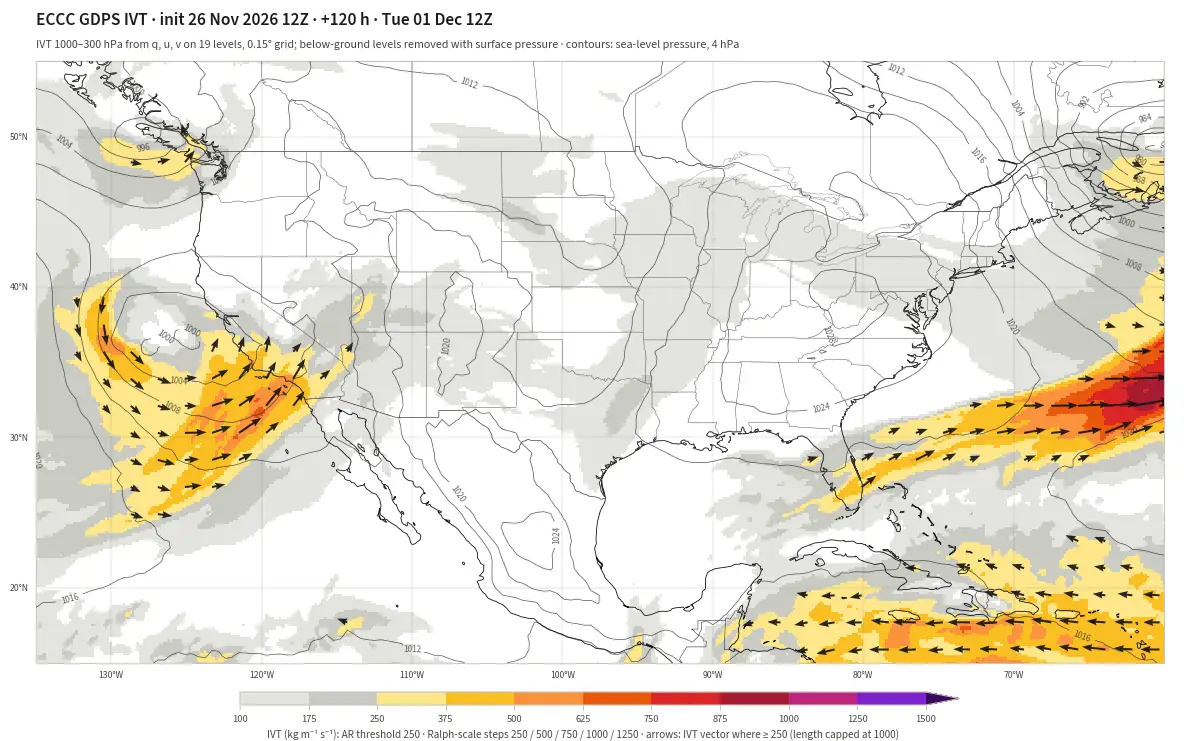 ECCC GDPS IVT · init 26 Nov 2026 12Z · +120 h · Tue 01 Dec 12Z
IVT 1000–300 hPa from q, u, v on 19 levels, 0.15° grid; below-ground levels removed with surface pressure · contours: sea-level pressure, 4 hPa
1012
1012
1004
992
984
1004
996
1016
50°N
1000
1008
40°N
1000
1000
1020
1028
1020
1004
1008
1024
30°N
1020
1024
20°N
1016
1016
1012
130°W
120°W
110°W
100°W
90°W
80°W
70°W
100
175
250
375
500
625
750
875
1000
1250
1500
IVT (kg m⁻¹ s⁻¹): AR threshold 250 · Ralph-scale steps 250 / 500 / 750 / 1000 / 1250 · arrows: IVT vector where ≥ 250 (length capped at 1000)